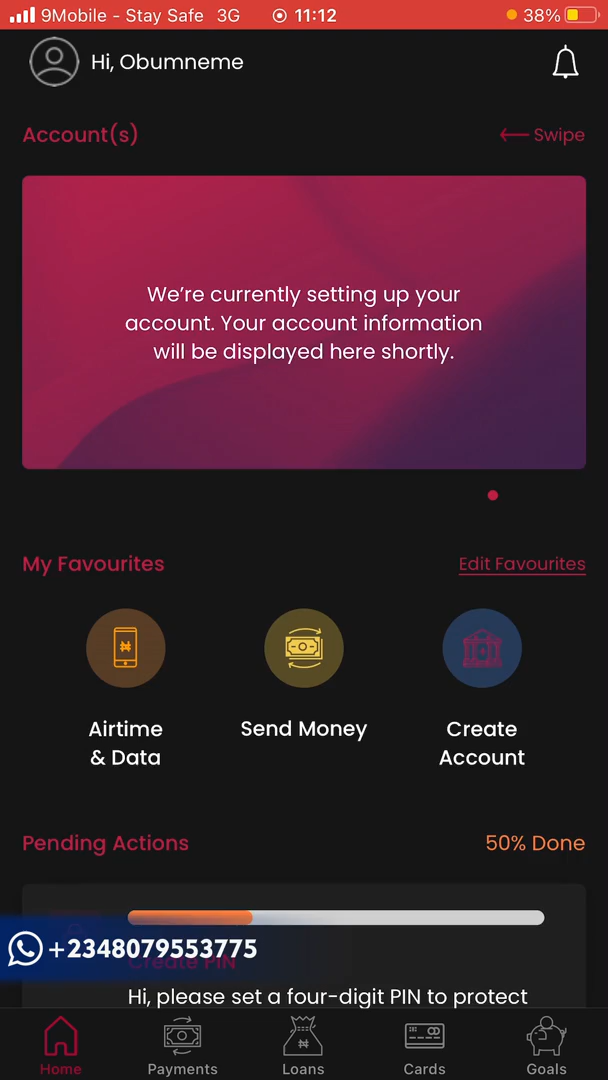 9Mobile - Stay Safe 3G 11:12 38%
Hi, Obumneme
Account(s) Swipe
We're currently setting up your
account. Your account information
will be displayed here shortly.
My Favourites Edit Favourites
Airtime
& Data
Send Money
Create
Account
Pending Actions 50% Done
+2348079553775
Create PIN
Hi, please set a four-digit PIN to protect
Home Payments Loans Cards Goals